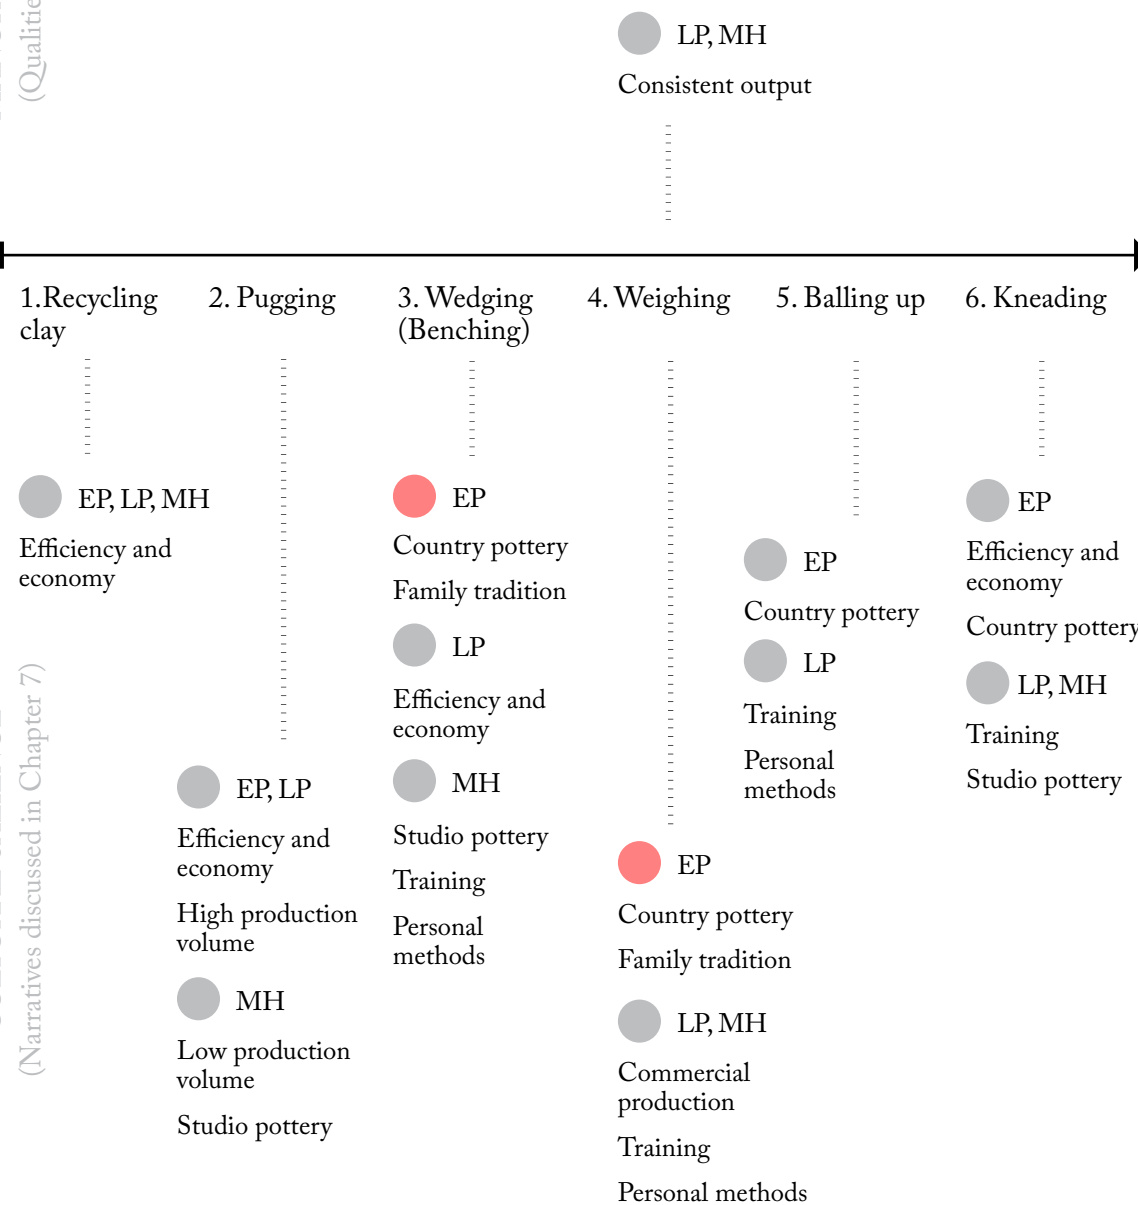 (Qualitie
LP, MH
Consistent output
1.Recycling
clay
2. Pugging
3. Wedging
(Benching)
4. Weighing
5. Balling up
6. Kneading
(Narratives discussed in Chapter 7)
EP, LP, MH
Efficiency and
economy
EP, LP
Efficiency and
economy
High production
volume
MH
Low production
volume
Studio pottery
EP
Country pottery
Family tradition
LP
Efficiency and
economy
MH
Studio pottery
Training
Personal
methods
EP
Country pottery
Family tradition
LP, MH
Commercial
production
Training
Personal methods
EP
Country pottery
LP
Training
Personal
methods
EP
Efficiency and
economy
Country pottery
LP, MH
Training
Studio pottery